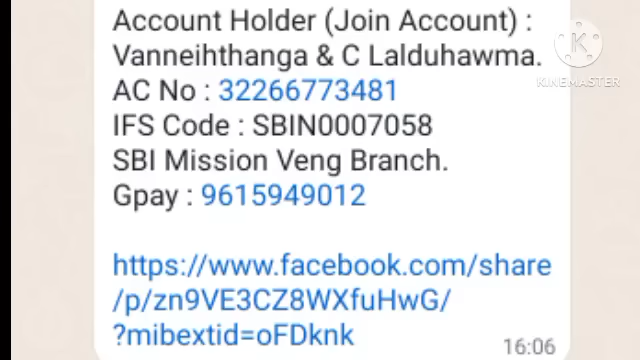 Account Holder (Join Account) :
Vanneihthanga & C Lalduhawma.
AC No : 32266773481
IFS Code : SBIN0007058
SBI Mission Veng Branch.
Gpay : 9615949012
https://www.facebook.com/share
/p/zn9VE3CZ8WXfuHwG/
?mibextid=oFDknk
16:06
K
KINEMASTER